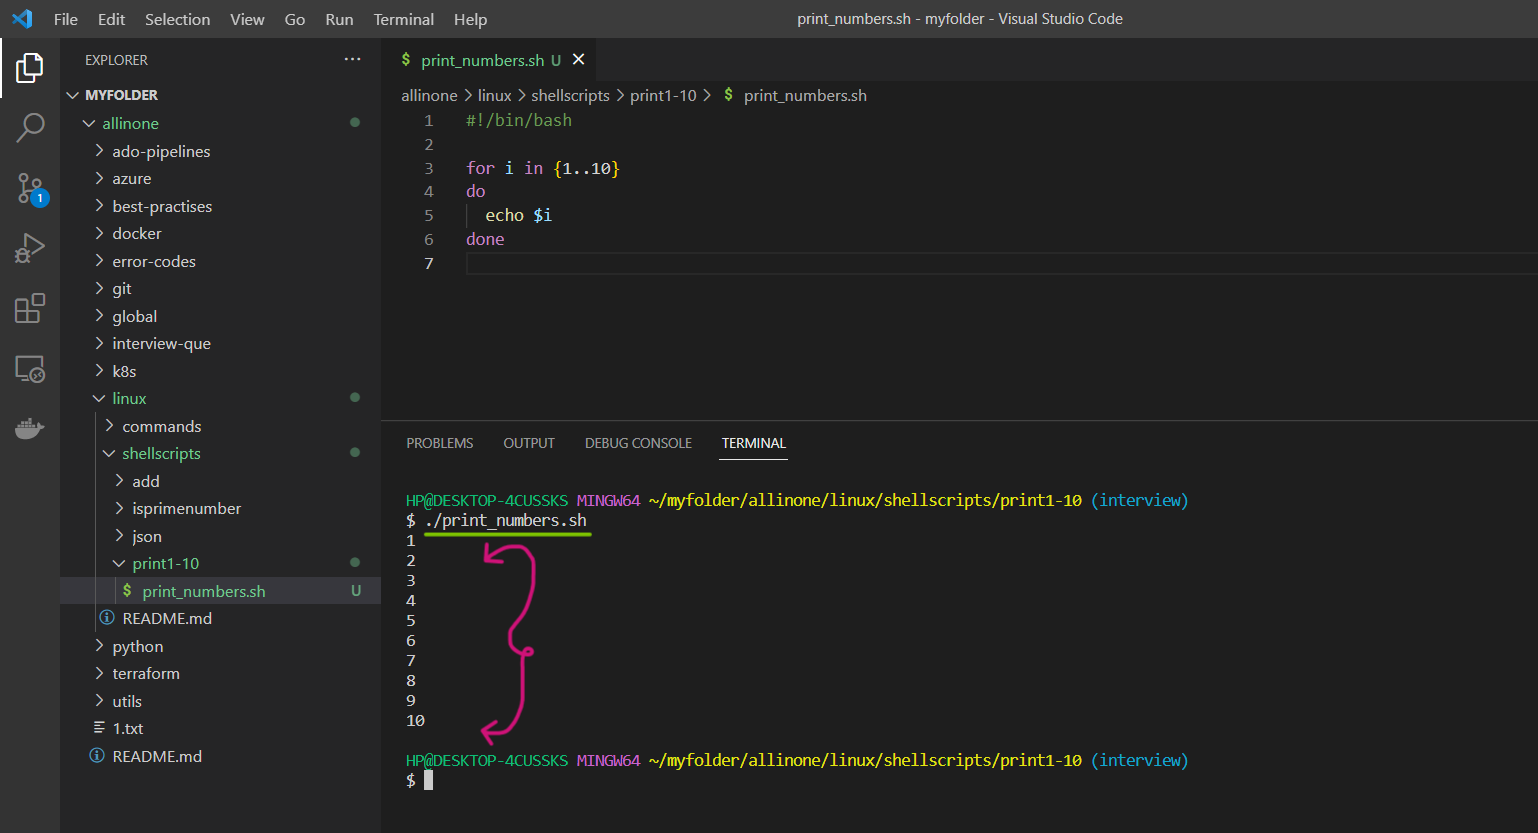 File Edit Selection View Go Run Terminal Help print_numbers.sh - myfolder - Visual Studio Code
EXPLORER ...
MYFOLDER
allinone
ado-pipelines
azure
1
best-practises
docker
error-codes
git
global
interview-que
k8s
linux
commands
shellscripts
add
isprimenumber
json
print1-10
$ print_numbers.sh U
README.md
python
terraform
utils
1.txt
README.md
$ print_numbers.sh U
allinone > linux > shellscripts > print1-10 > $ print_numbers.sh
1 #!/bin/bash
2
3 for i in {1..10}
4 do
5 echo $i
6 done
7
PROBLEMS OUTPUT DEBUG CONSOLE TERMINAL
HP@DESKTOP-4CUSSKS MINGW64 ~/myfolder/allinone/linux/shellscripts/print1-10 (interview)
$ ./print_numbers.sh
1
2
3
4
5
6
7
8
9
10
HP@DESKTOP-4CUSSKS MINGW64 ~/myfolder/allinone/linux/shellscripts/print1-10 (interview)
$